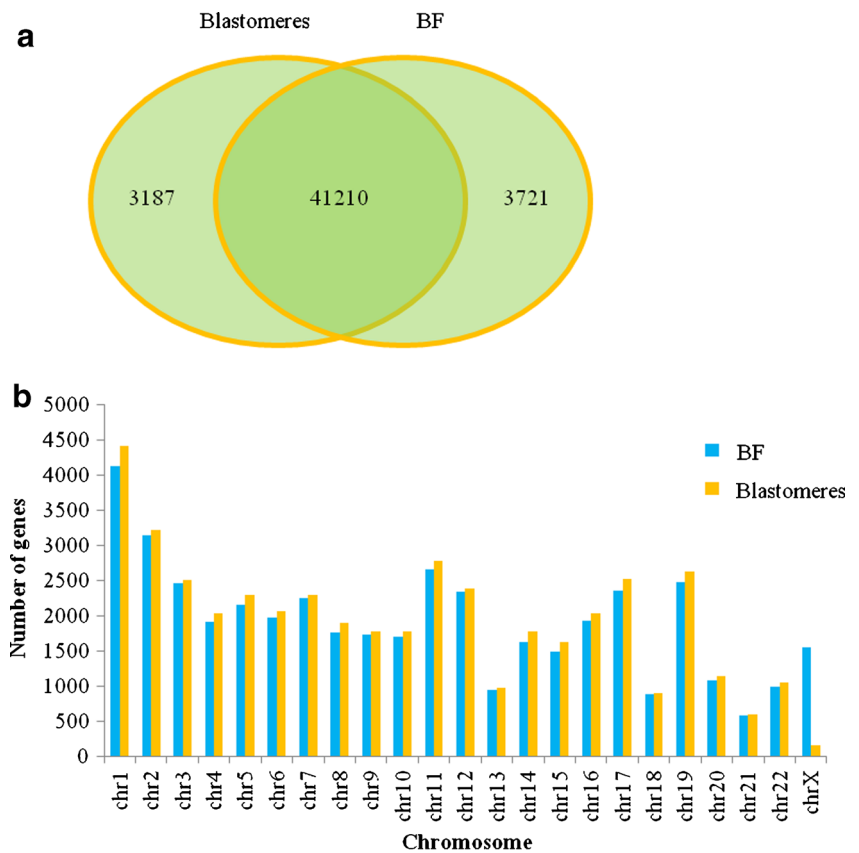 a
Blastomeres BF
3187 41210 3721
b
5000
4500
4000
3500
3000
2500
2000
1500
1000
500
0
Number of genes
BF
Blastomeres
chr1 chr2 chr3 chr4 chr5 chr6 chr7 chr8 chr9 chr10 chr11 chr12 chr13 chr14 chr15 chr16 chr17 chr18 chr19 chr20 chr21 chr22 chrX
Chromosome